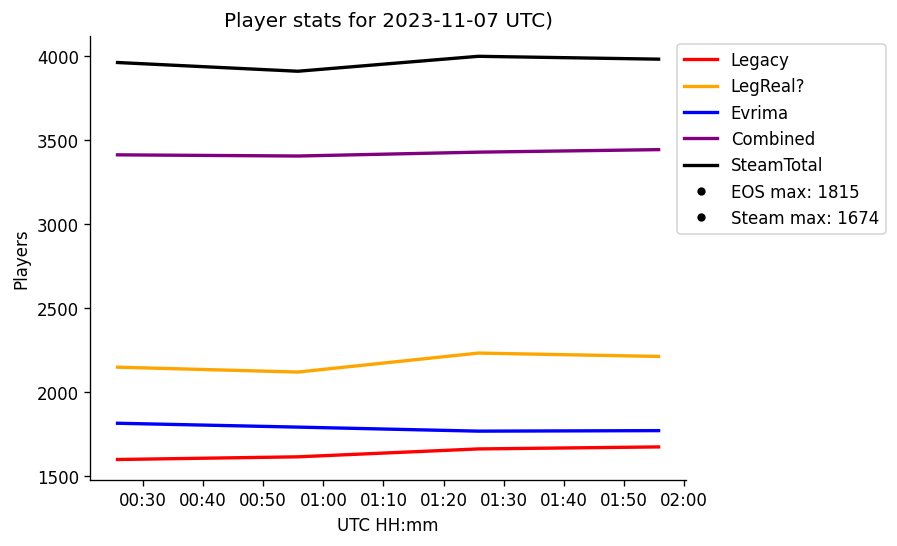 Player stats for 2023-11-07 UTC)
4000
3500
3000
2500
2000
1500
Players
00:30 00:40 00:50 01:00 01:10 01:20 01:30 01:40 01:50 02:00
UTC HH:mm
Legacy
LegReal?
Evrima
Combined
SteamTotal
EOS max: 1815
Steam max: 1674